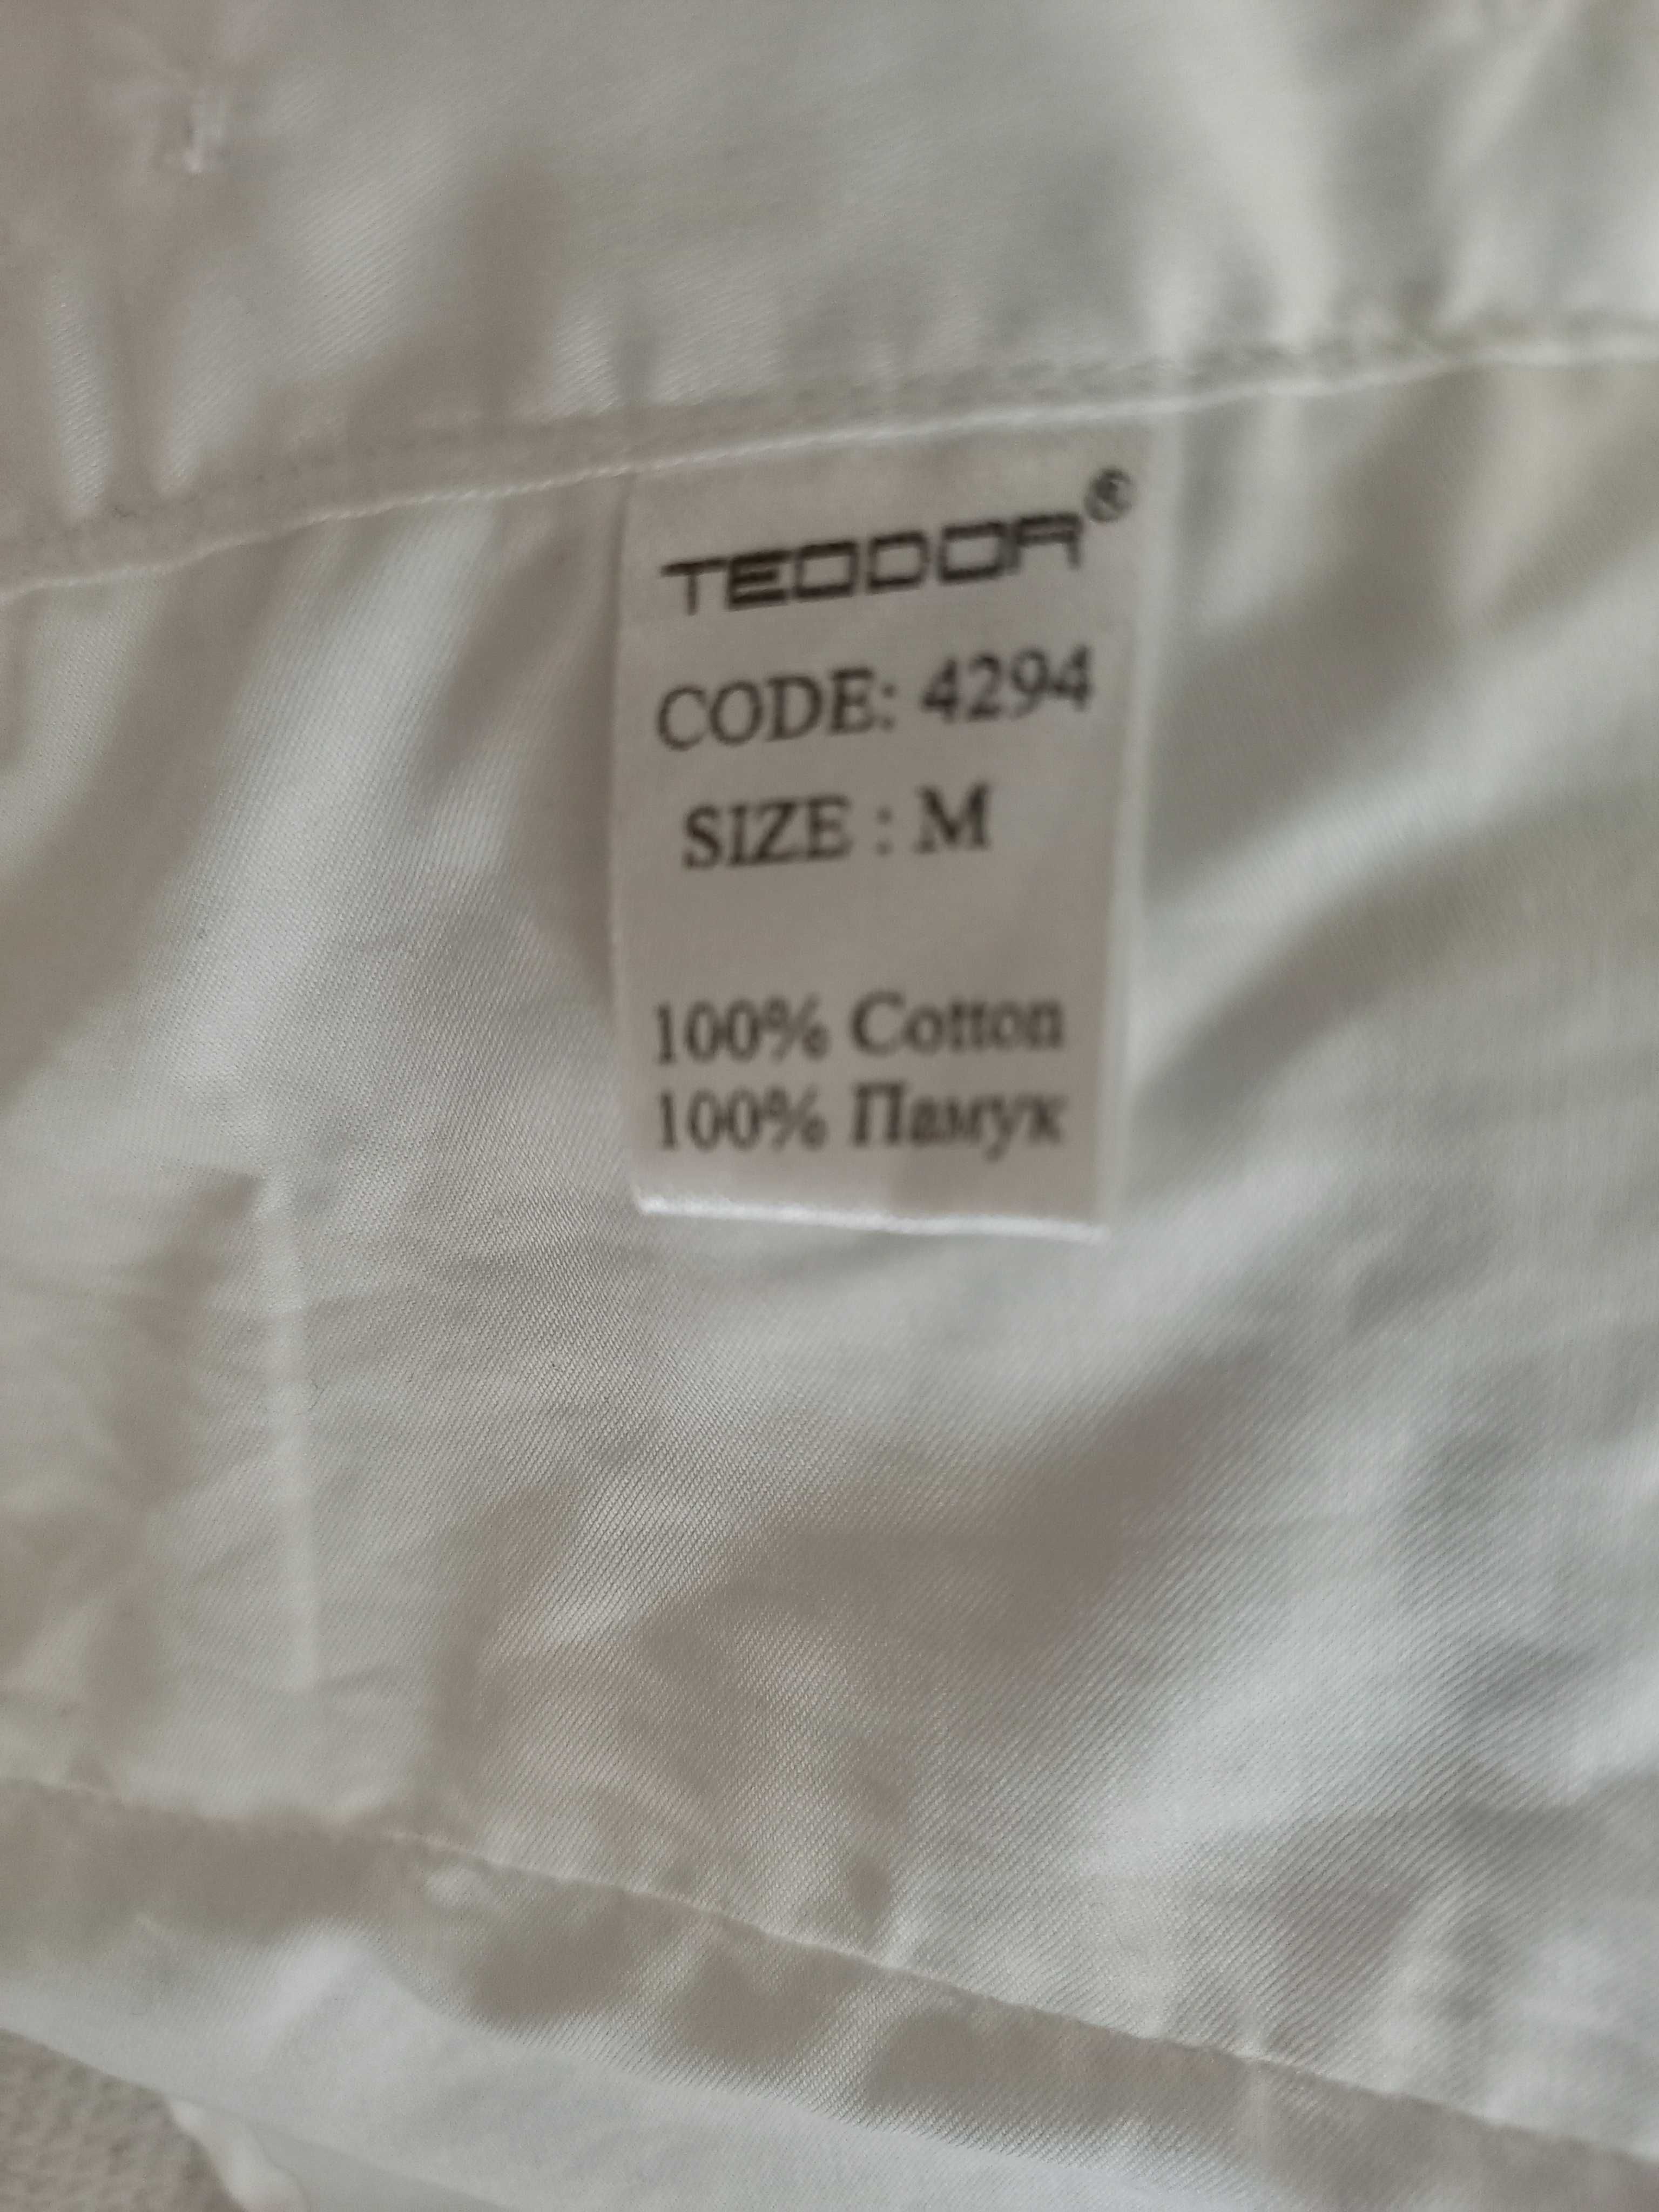 TEODOR®
CODE: 4294
SIZE : M
100% Cotton
100% Памук